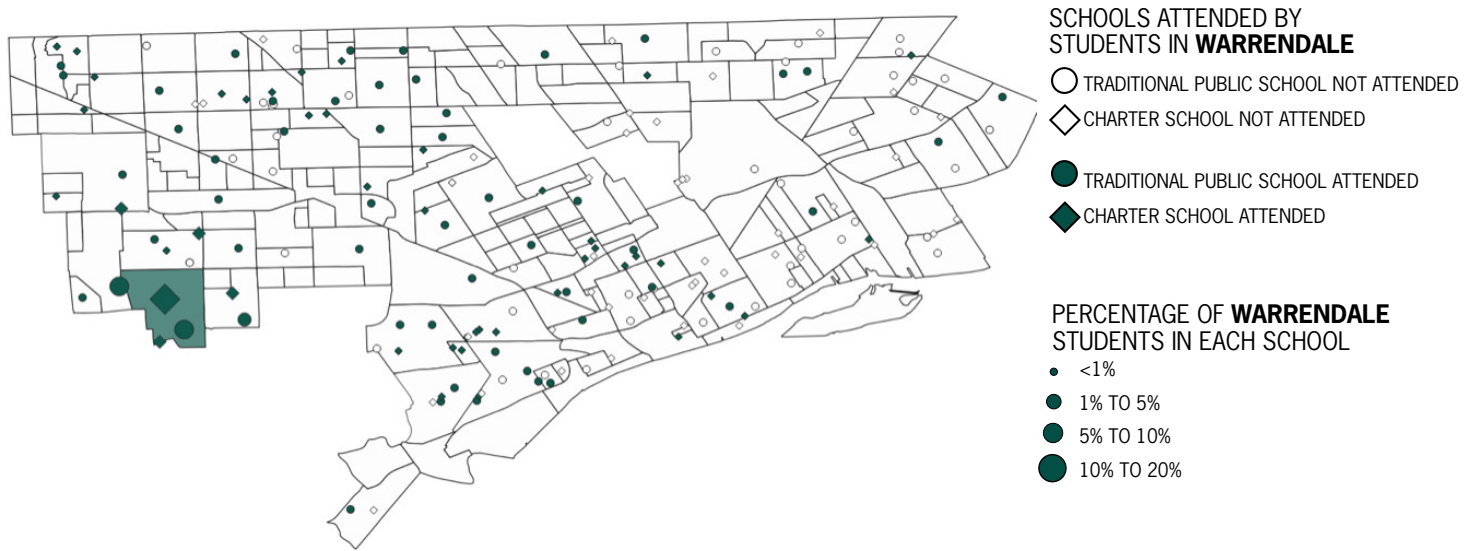 SCHOOLS ATTENDED BY
STUDENTS IN WARRENDALE
TRADITIONAL PUBLIC SCHOOL NOT ATTENDED
CHARTER SCHOOL NOT ATTENDED
TRADITIONAL PUBLIC SCHOOL ATTENDED
CHARTER SCHOOL ATTENDED
PERCENTAGE OF WARRENDALE
STUDENTS IN EACH SCHOOL
<1%
1% TO 5%
5% TO 10%
10% TO 20%